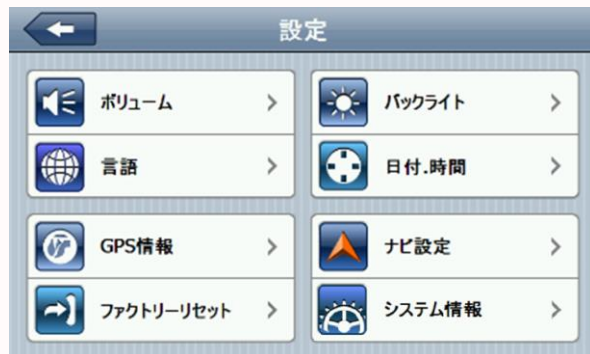 設定
ボリューム
バックライト
言語
日付.時間
GPS情報
ナビ設定
ファクトリーリセット
システム情報